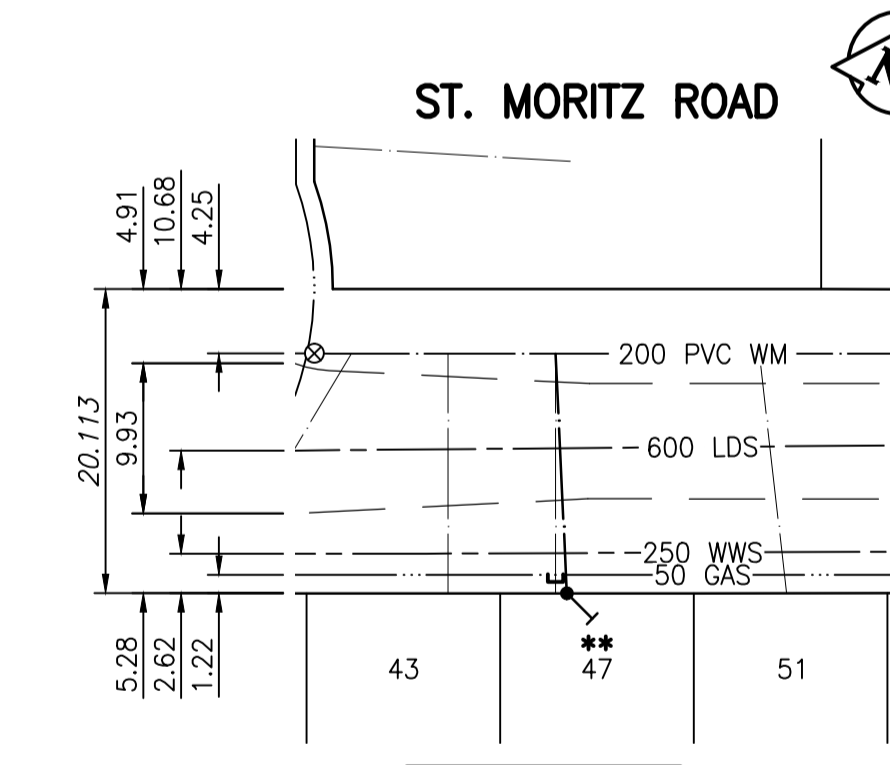 ST. MORITZ ROAD
N
4.91
10.68
4.25
20.113
9.93
200 PVC WM
600 LDS
250 WWS
50 GAS
5.28
2.62
1.22
**
43
47
51